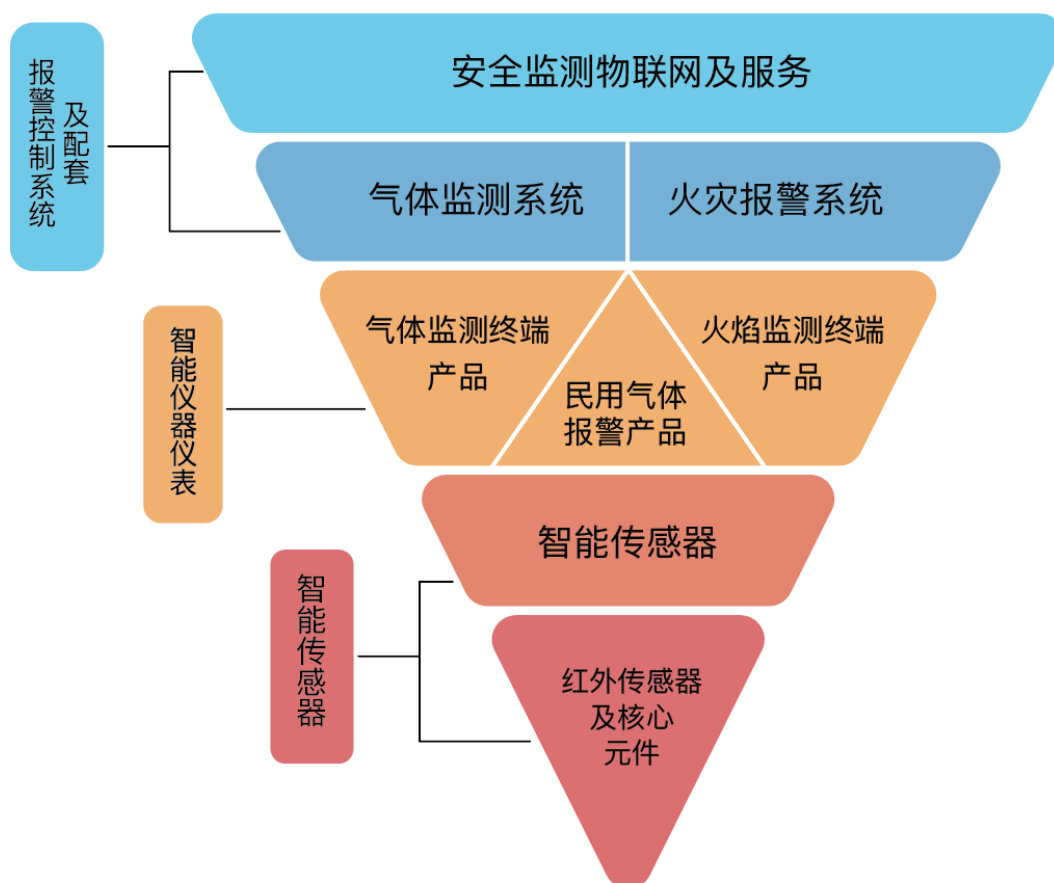 安全监测物联网及服务
报警控制系统
及配套
气体监测系统
火灾报警系统
气体监测终端
产品
民用气体
报警产品
火焰监测终端
产品
智能仪器仪表
智能传感器
智能传感器
红外传感器
及核心
元件